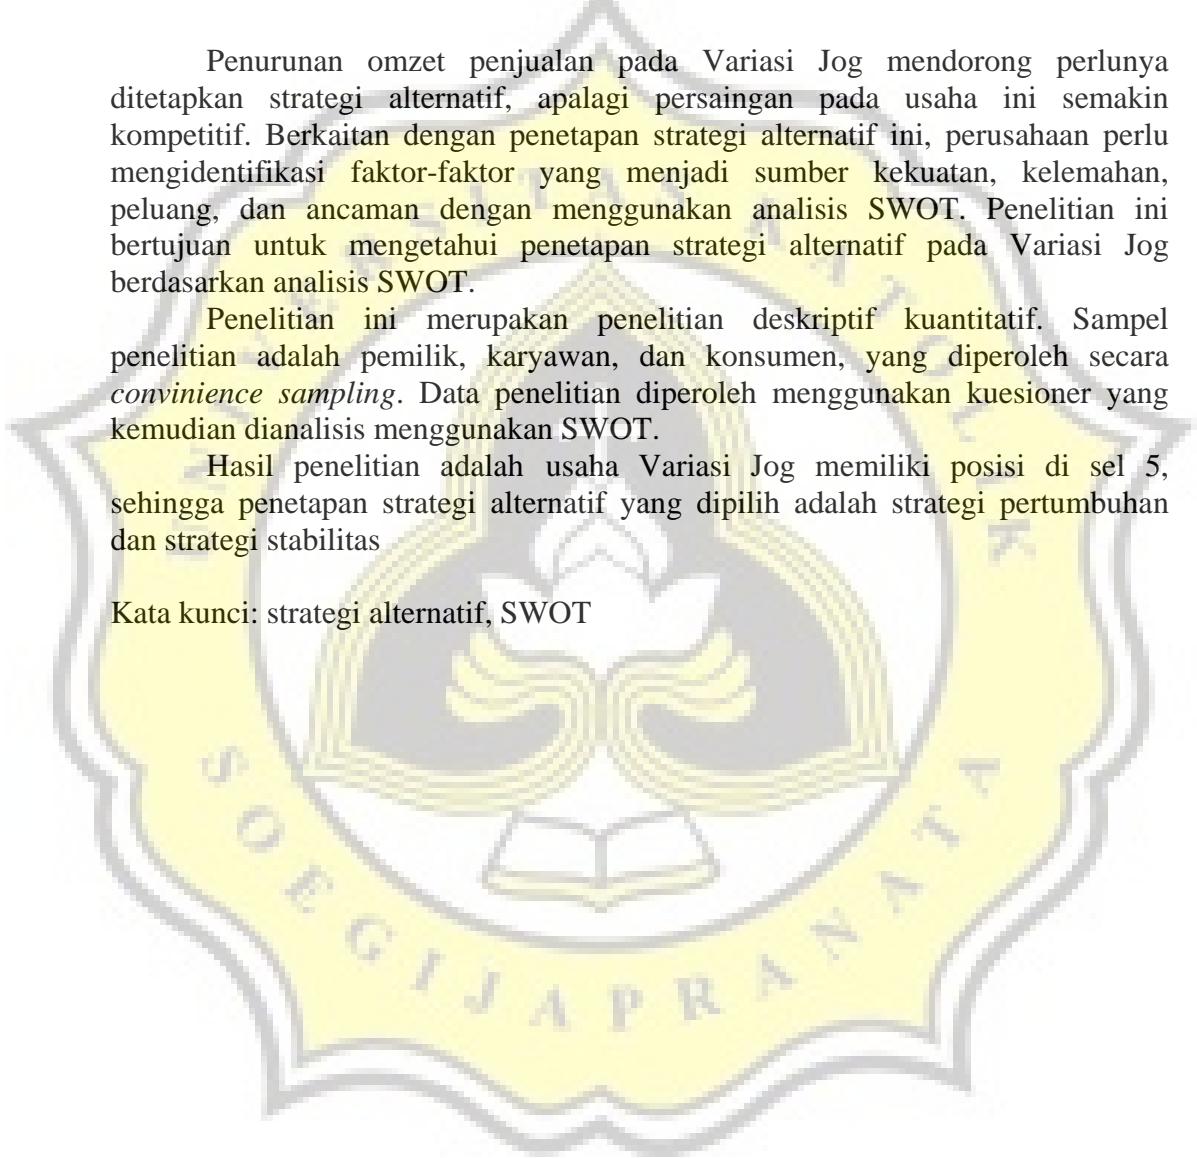 Penurunan omzet penjualan pada Variasi Jog mendorong perlunya
ditetapkan strategi alternatif, apalagi persaingan pada usaha ini semakin
kompetitif. Berkaitan dengan penetapan strategi alternatif ini, perusahaan perlu
mengidentifikasi faktor-faktor yang menjadi sumber kekuatan, kelemahan,
peluang, dan ancaman dengan menggunakan analisis SWOT. Penelitian ini
bertujuan untuk mengetahui penetapan strategi alternatif pada Variasi Jog
berdasarkan analisis SWOT.
Penelitian ini merupakan penelitian deskriptif kuantitatif. Sampel
penelitian adalah pemilik, karyawan, dan konsumen, yang diperoleh secara
convinience sampling. Data penelitian diperoleh menggunakan kuesioner yang
kemudian dianalisis menggunakan SWOT.
Hasil penelitian adalah usaha Variasi Jog memiliki posisi di sel 5,
sehingga penetapan strategi alternatif yang dipilih adalah strategi pertumbuhan
dan strategi stabilitas
Kata kunci: strategi alternatif, SWOT
UNIVERSITAS KATOLIK
SOEGIJAPRANATA